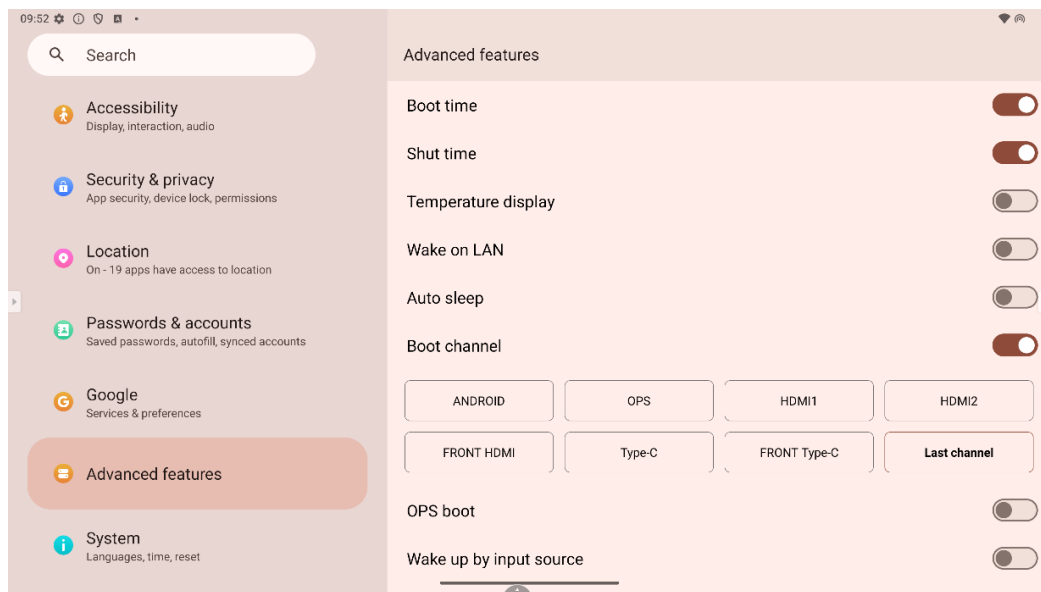 09:52
Search
Accessibility
Display, interaction, audio
Security & privacy
App security, device lock, permissions
Location
On - 19 apps have access to location
Passwords & accounts
Saved passwords, autofill, synced accounts
Google
Services & preferences
Advanced features
System
Languages, time, reset
Advanced features
Boot time
Shut time
Temperature display
Wake on LAN
Auto sleep
Boot channel
ANDROID OPS HDMI1 HDMI2
FRONT HDMI Type-C FRONT Type-C Last channel
OPS boot
Wake up by input source